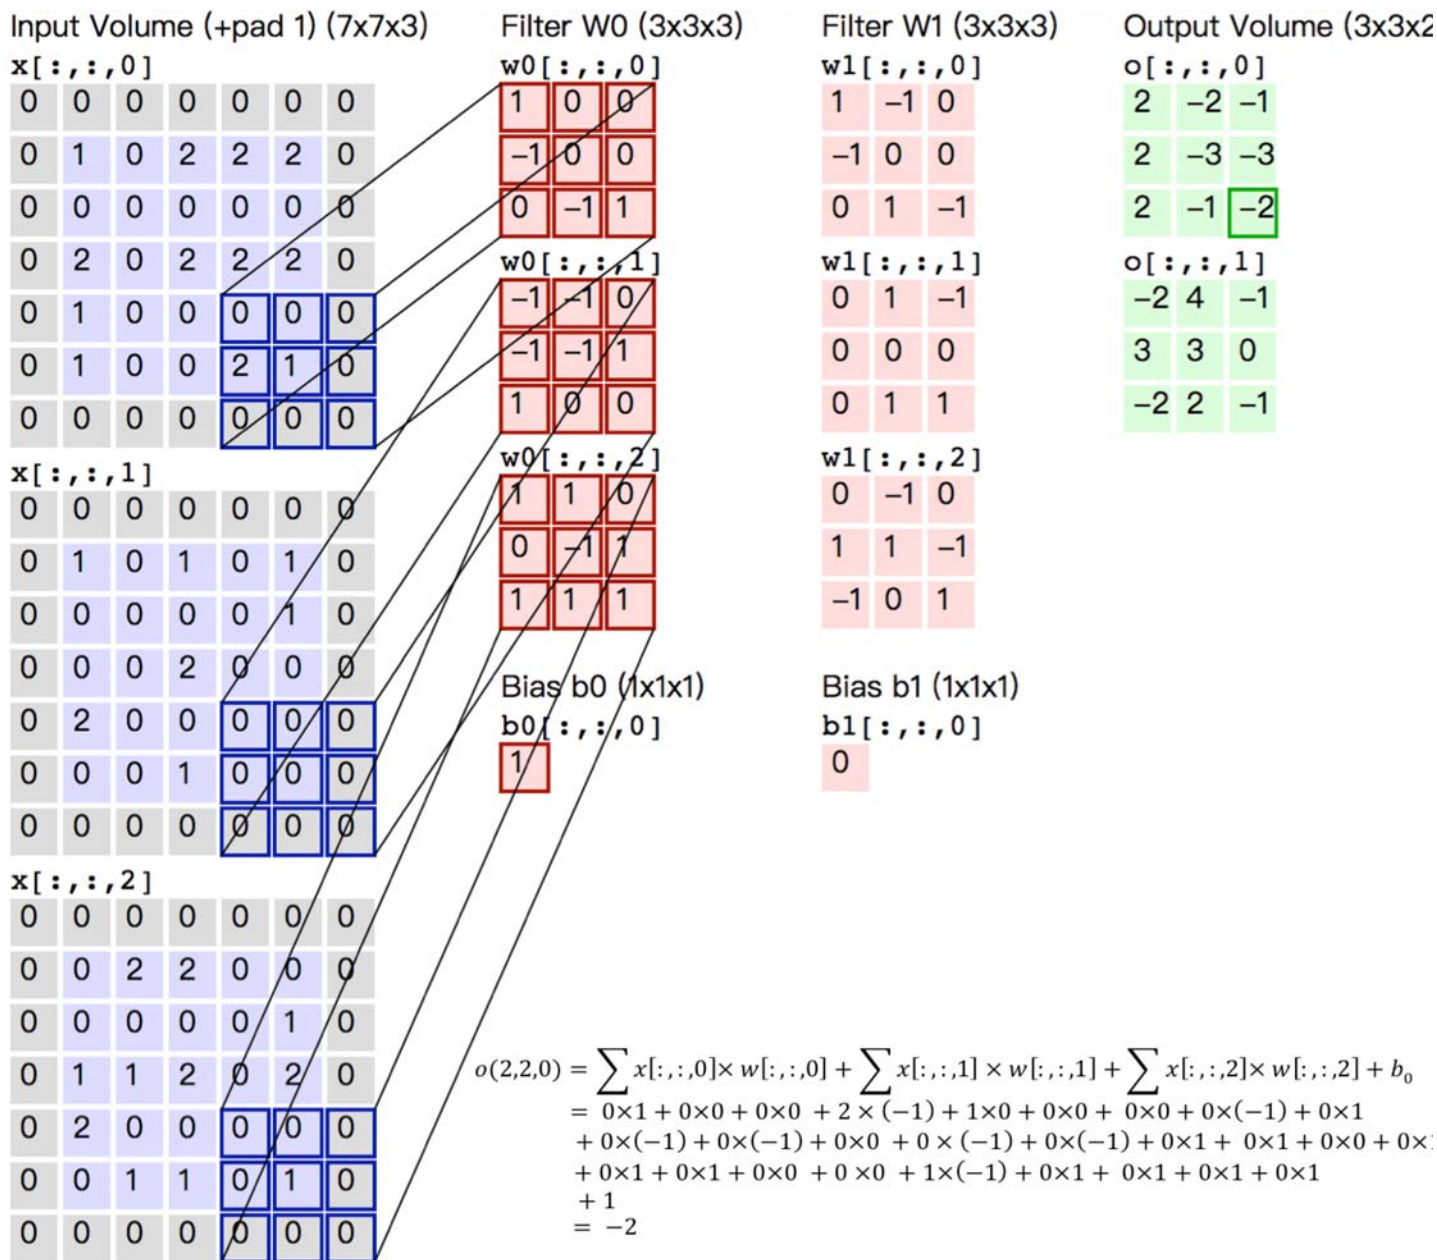 Input Volume (+pad 1) (7x7x3)
x[:,:,0]
0 0 0 0 0 0 0
0 1 0 2 2 2 0
0 0 0 0 0 0 0
0 2 0 2 2 2 0
0 1 0 0 0 0 0
0 1 0 0 2 1 0
0 0 0 0 0 0 0
x[:,:,1]
0 0 0 0 0 0 0
0 1 0 1 0 1 0
0 0 0 0 0 1 0
0 0 0 2 0 0 0
0 2 0 0 0 0 0
0 0 0 1 0 0 0
0 0 0 0 0 0 0
x[:,:,2]
0 0 0 0 0 0 0
0 0 2 2 0 0 0
0 0 0 0 0 1 0
0 1 1 2 0 2 0
0 2 0 0 0 0 0
0 0 1 1 0 1 0
0 0 0 0 0 0 0
Filter W0 (3x3x3)
w0[:,:,0]
1 0 0
−1 0 0
0 −1 1
w0[:,:,1]
−1 −1 0
−1 −1 1
1 0 0
w0[:,:,2]
1 1 0
0 −1 1
1 1 1
Bias b0 (1x1x1)
b0[:,:,0]
1
Filter W1 (3x3x3)
w1[:,:,0]
1 −1 0
−1 0 0
0 1 −1
w1[:,:,1]
0 1 −1
0 0 0
0 1 1
w1[:,:,2]
0 −1 0
1 1 −1
−1 0 1
Bias b1 (1x1x1)
b1[:,:,0]
0
Output Volume (3x3x2
o[:,:,0]
2 −2 −1
2 −3 −3
2 −1 −2
o[:,:,1]
−2 4 −1
3 3 0
−2 2 −1
o(2,2,0) = ∑ x[:,:,0]× w[:,:,0] + ∑ x[:,:,1] × w[:,:,1] + ∑ x[:,:,2]× w[:,:,2] + b₀
= 0×1 + 0×0 + 0×0 + 2 × (−1) + 1×0 + 0×0 + 0×0 + 0×(−1) + 0×1
+ 0×(−1) + 0×(−1) + 0×0 + 0 × (−1) + 0×(−1) + 0×1 + 0×1 + 0×0 + 0×
+ 0×1 + 0×1 + 0×0 + 0 ×0 + 1×(−1) + 0×1 + 0×1 + 0×1 + 0×1
+ 1
= −2